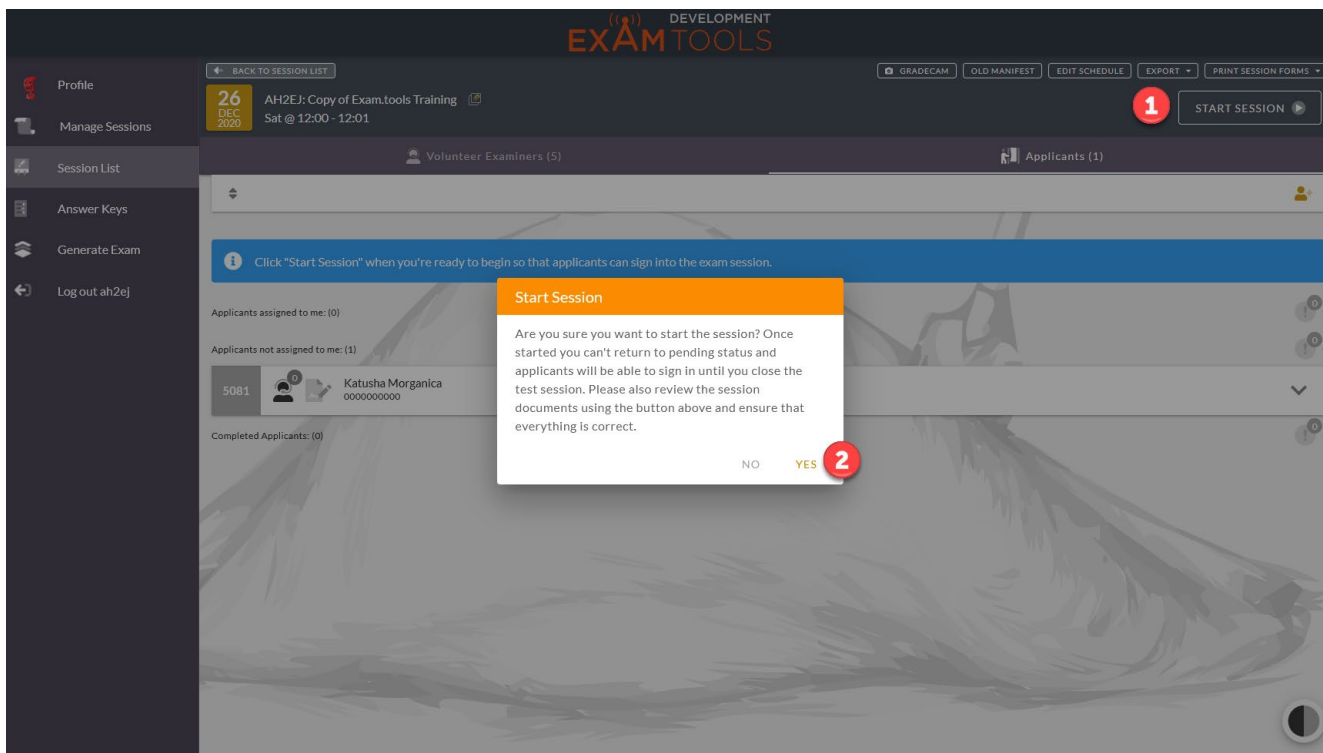 DEVELOPMENT
EXAMTOOLS
Profile
Manage Sessions
Session List
Answer Keys
Generate Exam
Log out ah2ej
BACK TO SESSION LIST
GRADECAM
OLD MANIFEST
EDIT SCHEDULE
EXPORT
PRINT SESSION FORMS
26
DEC
2020
AH2EJ: Copy of Exam.tools Training
Sat @ 12:00 - 12:01
1
START SESSION
Volunteer Examiners (5)
Applicants (1)
Click "Start Session" when you're ready to begin so that applicants can sign into the exam session.
Applicants assigned to me: (0)
0
Applicants not assigned to me: (1)
0
5081
0
Katusha Morganica
0000000000
Completed Applicants: (0)
0
Start Session
Are you sure you want to start the session? Once
started you can't return to pending status and
applicants will be able to sign in until you close the
test session. Please also review the session
documents using the button above and ensure that
everything is correct.
NO
YES
2